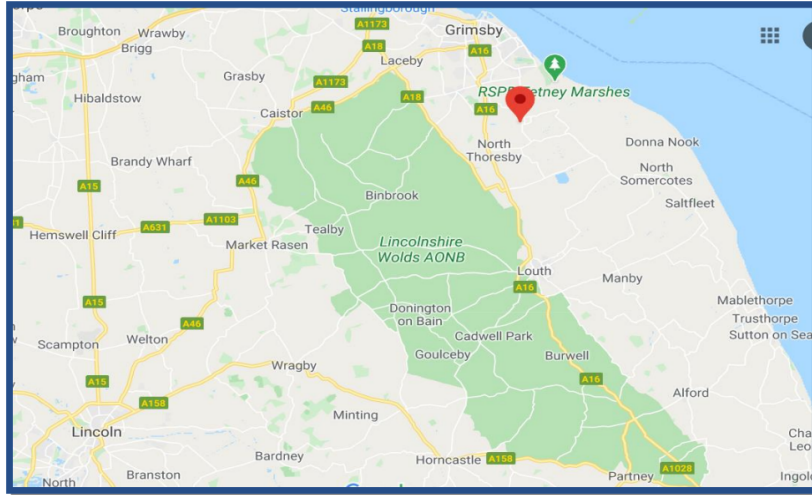 Stallingborough
Broughton
Wrawby
Brigg
A1173
A18
Grimsby
A16
Laceby
Grasby
A1173
A46
A18
RSPB Tetney Marshes
Hibaldstow
Caistor
A16
North
Thoresby
Donna Nook
Brandy Wharf
North
Somercotes
A15
A46
Saltfleet
Binbrook
A1103
A631
Hemswell Cliff
Tealby
Market Rasen
Lincolnshire
Wolds AONB
Louth
Manby
A16
A15
Donington
on Bain
Mablethorpe
Trusthorpe
Sutton on Sea
A46
Scampton
Welton
Cadwell Park
Goulceby
Burwell
Wragby
A15
A16
Alford
A158
Minting
Lincoln
Bardney
Horncastle
A158
A1028
North
Branston
Partney